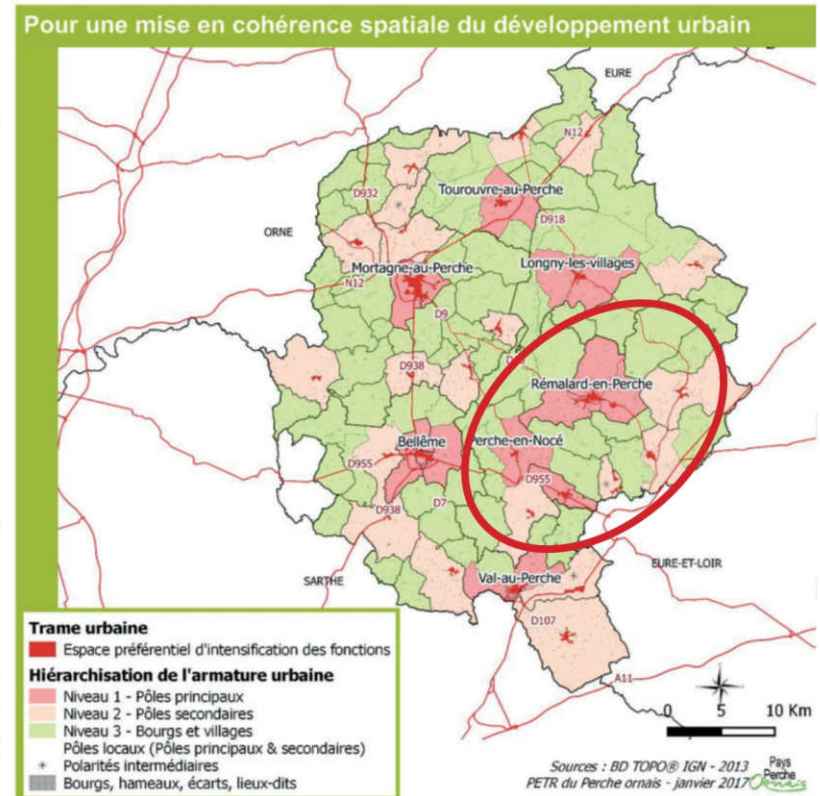 Pour une mise en cohérence spatiale du développement urbain
EURE
N12
Tourouvre-au-Perche
D932
D918
ORNE
Mortagne-au-Perche
Longny-les-villages
N12
D9
D938
Rémalard-en-Perche
Bellême
Perche-en-Nocé
D955
D955
D938
D7
EURE-ET-LOIR
SARTHE
Val-au-Perche
D107
A11
Trame urbaine
Espace préférentiel d'intensification des fonctions
Hiérarchisation de l'armature urbaine
Niveau 1 - Pôles principaux
Niveau 2 - Pôles secondaires
Niveau 3 - Bourgs et villages
Pôles locaux (Pôles principaux & secondaires)
Polarités intermédiaires
Bourgs, hameaux, écarts, lieux-dits
0 5 10 Km
Sources : BD TOPO® IGN - 2013
PETR du Perche ornais - janvier 2017
Pays
Perche
Ornais